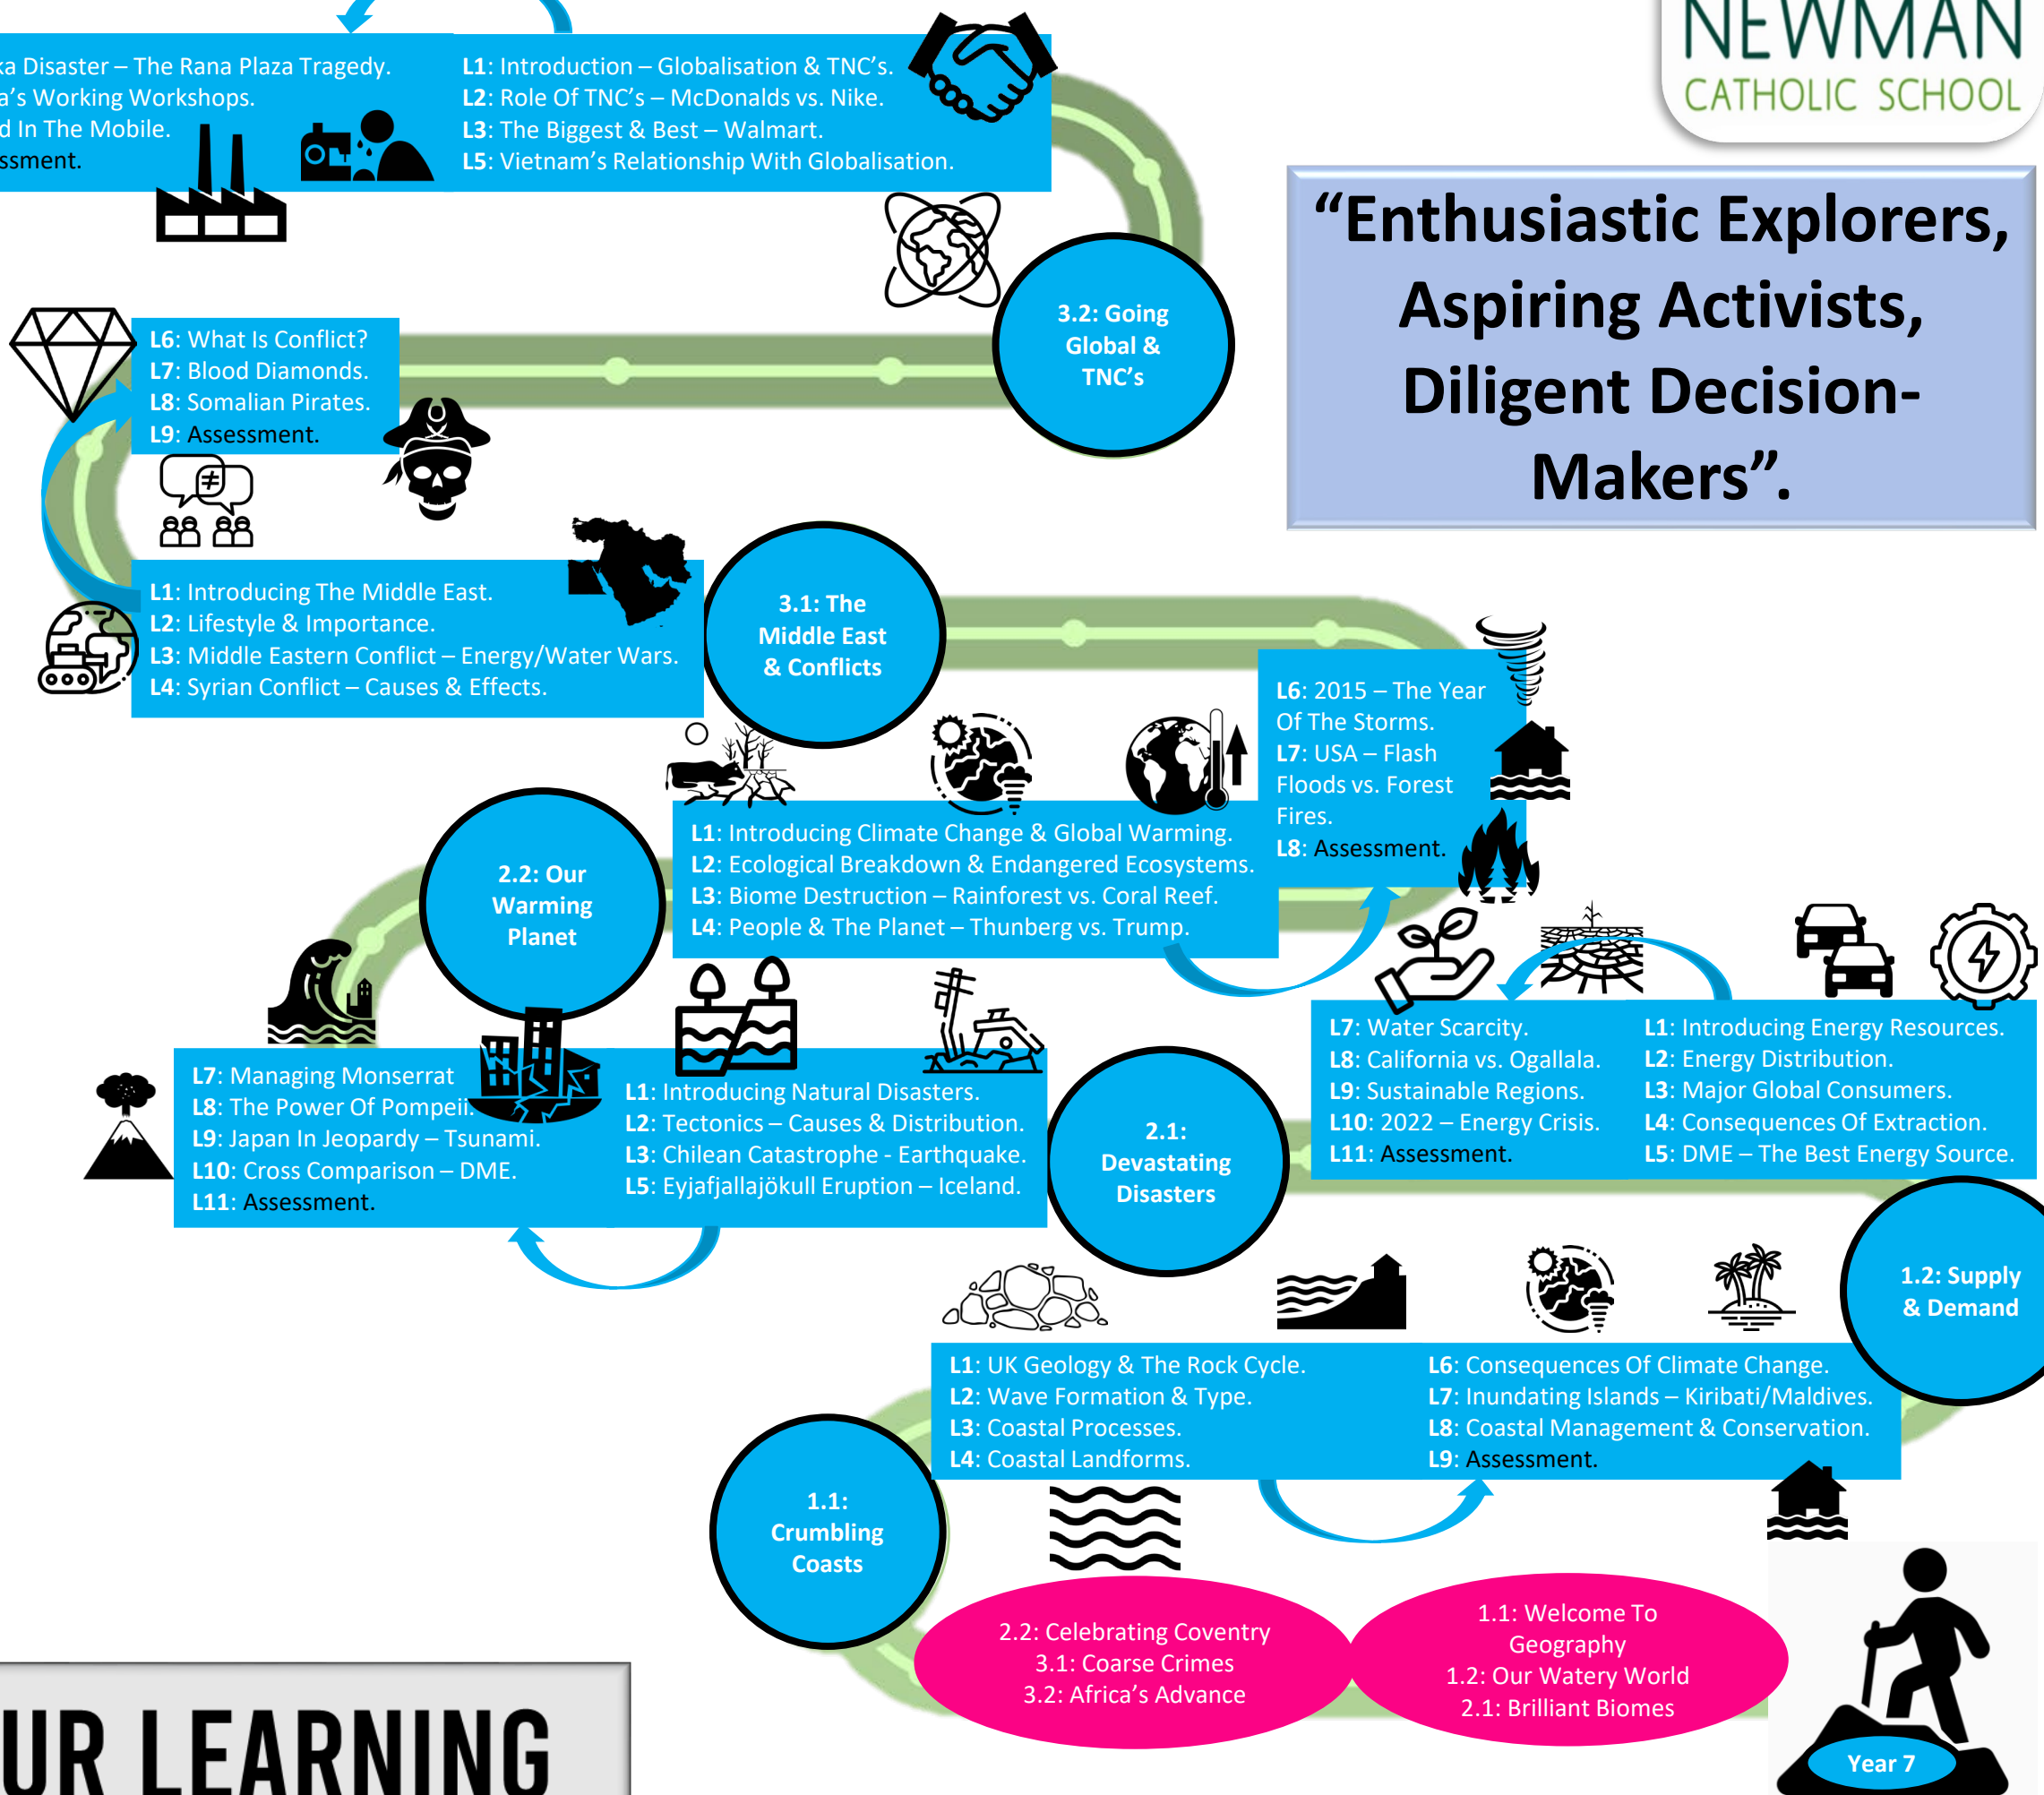 NEWMAN
CATHOLIC SCHOOL
“Enthusiastic Explorers,
Aspiring Activists,
Diligent Decision-
Makers”.
Disaster – The Rana Plaza Tragedy.
Working Workshops.
In The Mobile.
L1: Introduction – Globalisation & TNC’s.
L2: Role Of TNC’s – McDonalds vs. Nike.
L3: The Biggest & Best – Walmart.
L5: Vietnam’s Relationship With Globalisation.
3.2: Going
Global &
TNC’s
L6: What Is Conflict?
L7: Blood Diamonds.
L8: Somalian Pirates.
L9: Assessment.
L1: Introducing The Middle East.
L2: Lifestyle & Importance.
L3: Middle Eastern Conflict – Energy/Water Wars.
L4: Syrian Conflict – Causes & Effects.
3.1: The
Middle East
& Conflicts
L6: 2015 – The Year
Of The Storms.
L7: USA – Flash
Floods vs. Forest
Fires.
L8: Assessment.
L1: Introducing Climate Change & Global Warming.
L2: Ecological Breakdown & Endangered Ecosystems.
L3: Biome Destruction – Rainforest vs. Coral Reef.
L4: People & The Planet – Thunberg vs. Trump.
2.2: Our
Warming
Planet
L7: Managing Monserrat
L8: The Power Of Pompeii.
L9: Japan In Jeopardy – Tsunami.
L10: Cross Comparison – DME.
L11: Assessment.
L1: Introducing Natural Disasters.
L2: Tectonics – Causes & Distribution.
L3: Chilean Catastrophe - Earthquake.
L5: Eyjafjallajökull Eruption – Iceland.
2.1:
Devastating
Disasters
L7: Water Scarcity.
L8: California vs. Ogallala.
L9: Sustainable Regions.
L10: 2022 – Energy Crisis.
L11: Assessment.
L1: Introducing Energy Resources.
L2: Energy Distribution.
L3: Major Global Consumers.
L4: Consequences Of Extraction.
L5: DME – The Best Energy Source.
1.2: Supply
& Demand
L1: UK Geology & The Rock Cycle.
L2: Wave Formation & Type.
L3: Coastal Processes.
L4: Coastal Landforms.
L6: Consequences Of Climate Change.
L7: Inundating Islands – Kiribati/Maldives.
L8: Coastal Management & Conservation.
L9: Assessment.
1.1:
Crumbling
Coasts
2.2: Celebrating Coventry
3.1: Coarse Crimes
3.2: Africa’s Advance
1.1: Welcome To
Geography
1.2: Our Watery World
2.1: Brilliant Biomes
Year 7
UR LEARNING